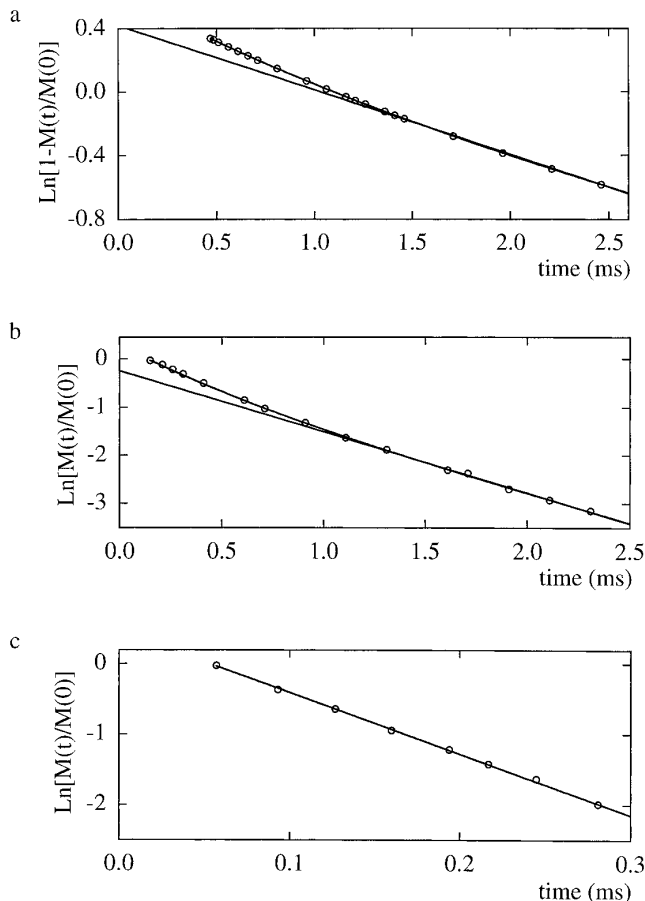 a
0.4
0.0
-0.4
-0.8
Ln[1-M(t)/M(0)]
0.0 0.5 1.0 1.5 2.0 2.5
time (ms)
b
0
-1
-2
-3
Ln[M(t)/M(0)]
0.0 0.5 1.0 1.5 2.0 2.5
time (ms)
c
0
-1
-2
Ln[M(t)/M(0)]
0.0 0.1 0.2 0.3
time (ms)